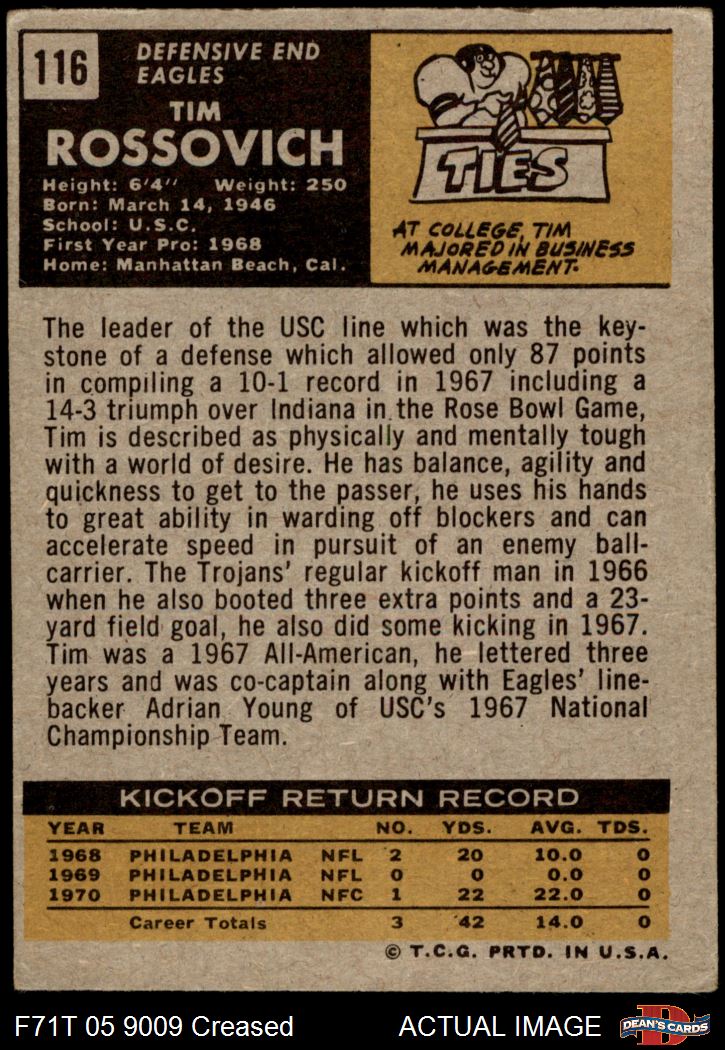 116
DEFENSIVE END
EAGLES
TIM
ROSSOVICH
Height: 6'4" Weight: 250
Born: March 14, 1946
School: U.S.C.
First Year Pro: 1968
Home: Manhattan Beach, Cal.
TIES
AT COLLEGE, TIM
MAJORED IN BUSINESS
MANAGEMENT.
The leader of the USC line which was the key-
stone of a defense which allowed only 87 points
in compiling a 10-1 record in 1967 including a
14-3 triumph over Indiana in the Rose Bowl Game,
Tim is described as physically and mentally tough
with a world of desire. He has balance, agility and
quickness to get to the passer, he uses his hands
to great ability in warding off blockers and can
accelerate speed in pursuit of an enemy ball-
carrier. The Trojans' regular kickoff man in 1966
when he also booted three extra points and a 23-
yard field goal, he also did some kicking in 1967.
Tim was a 1967 All-American, he lettered three
years and was co-captain along with Eagles' line-
backer Adrian Young of USC's 1967 National
Championship Team.
KICKOFF RETURN RECORD
YEAR TEAM NO. YDS. AVG. TDS.
1968 PHILADELPHIA NFL 2 20 10.0 0
1969 PHILADELPHIA NFL 0 0 0.0 0
1970 PHILADELPHIA NFC 1 22 22.0 0
Career Totals 3 42 14.0 0
© T.C.G. PRTD. IN U.S.A.
F71T 05 9009 Creased ACTUAL IMAGE
D
DEAN'S CARDS